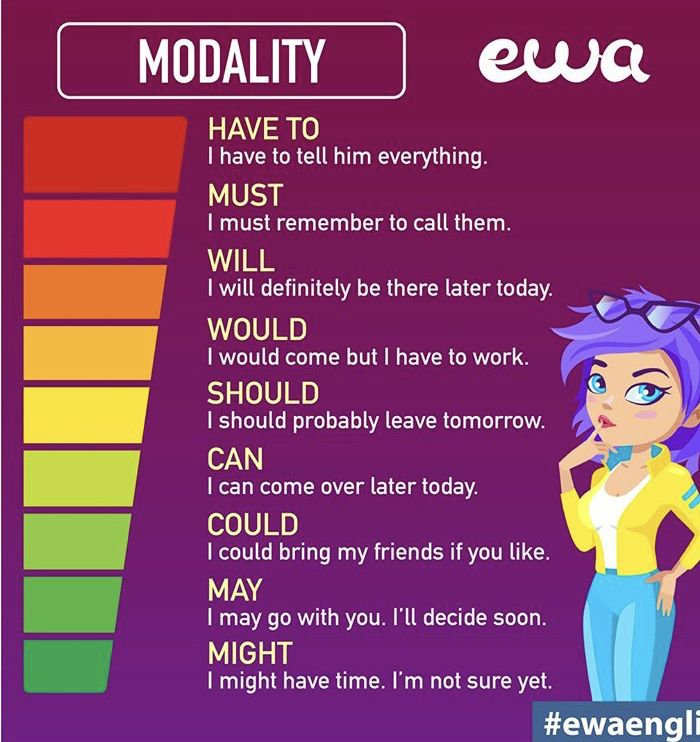 MODALITY
ewa
HAVE TO
I have to tell him everything.
MUST
I must remember to call them.
WILL
I will definitely be there later today.
WOULD
I would come but I have to work.
SHOULD
I should probably leave tomorrow.
CAN
I can come over later today.
COULD
I could bring my friends if you like.
MAY
I may go with you. I'll decide soon.
MIGHT
I might have time. I'm not sure yet.
#ewaengli